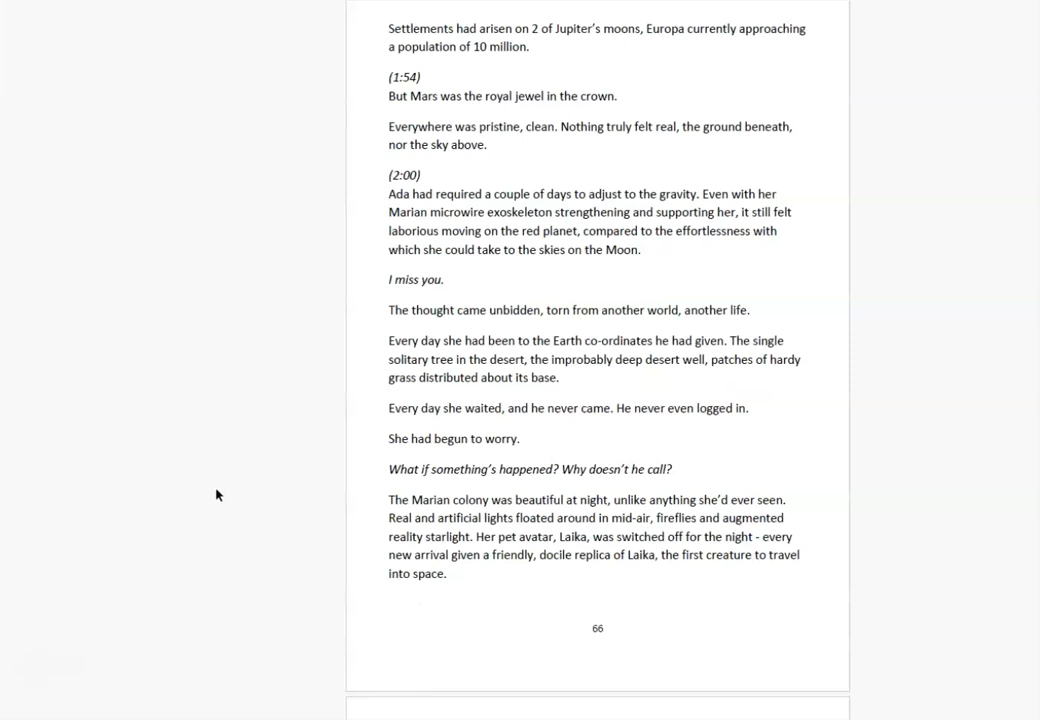 Settlements had arisen on 2 of Jupiter’s moons, Europa currently approaching
a population of 10 million.
(1:54)
But Mars was the royal jewel in the crown.
Everywhere was pristine, clean. Nothing truly felt real, the ground beneath,
nor the sky above.
(2:00)
Ada had required a couple of days to adjust to the gravity. Even with her
Marian microwire exoskeleton strengthening and supporting her, it still felt
laborious moving on the red planet, compared to the effortlessness with
which she could take to the skies on the Moon.
I miss you.
The thought came unbidden, torn from another world, another life.
Every day she had been to the Earth co-ordinates he had given. The single
solitary tree in the desert, the improbably deep desert well, patches of hardy
grass distributed about its base.
Every day she waited, and he never came. He never even logged in.
She had begun to worry.
What if something’s happened? Why doesn’t he call?
The Marian colony was beautiful at night, unlike anything she’d ever seen.
Real and artificial lights floated around in mid-air, fireflies and augmented
reality starlight. Her pet avatar, Laika, was switched off for the night - every
new arrival given a friendly, docile replica of Laika, the first creature to travel
into space.
66